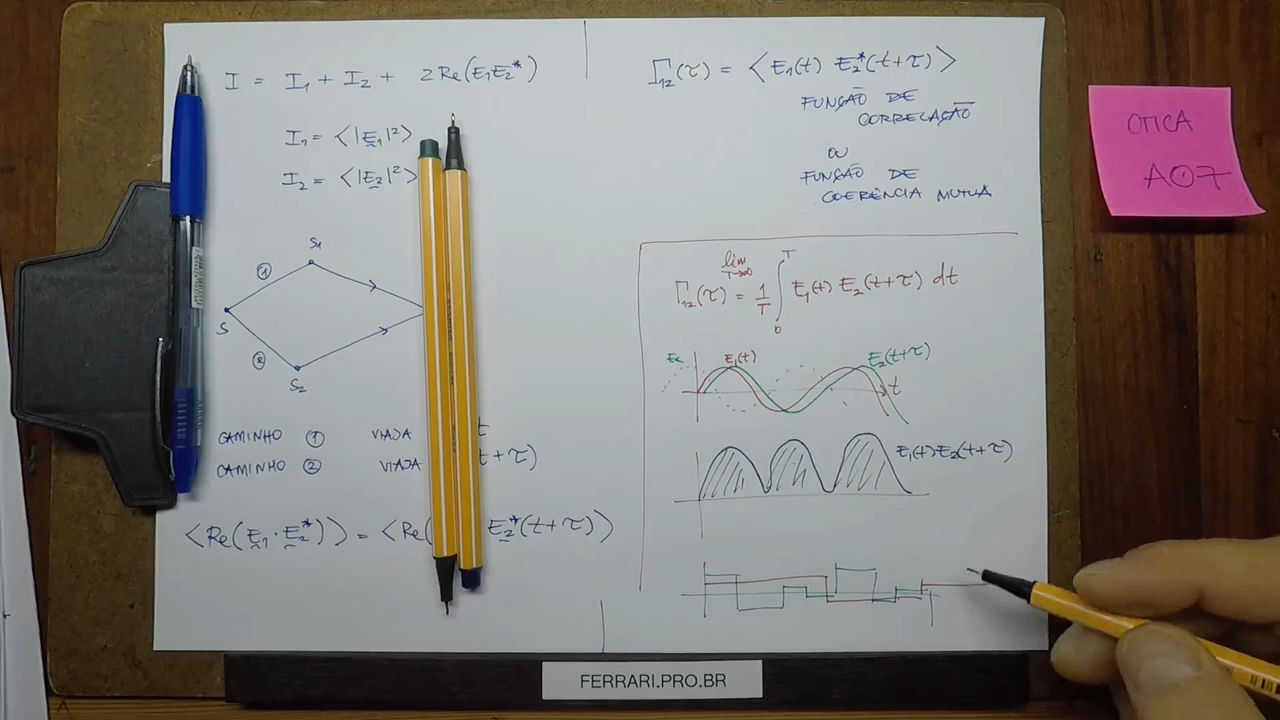 I = I₁ + I₂ + 2Re(E₁E₂*)
I₁ = ⟨|E₁|²⟩
I₂ = ⟨|E₂|²⟩
S₁
①
S
②
S₂
CAMINHO ① VIAJA t
CAMINHO ② VIAJA t + τ)
⟨Re(E₁·E₂*)⟩ = ⟨Re( E₂*(t+τ)⟩
Γ₁₂(τ) = ⟨E₁(t) E₂*(t+τ)⟩
FUNÇÃO DE
CORRELAÇÃO
OU
FUNÇÃO DE
COERÊNCIA MUTUA
Γ₁₂(τ) = lim T→∞ 1/T ∫₀ᵀ E₁(t) E₂(t+τ) dt
E₁(t) E₂(t+τ)
t
E₁(t)E₂(t+τ)
OTICA
A07
FERRARI.PRO.BR